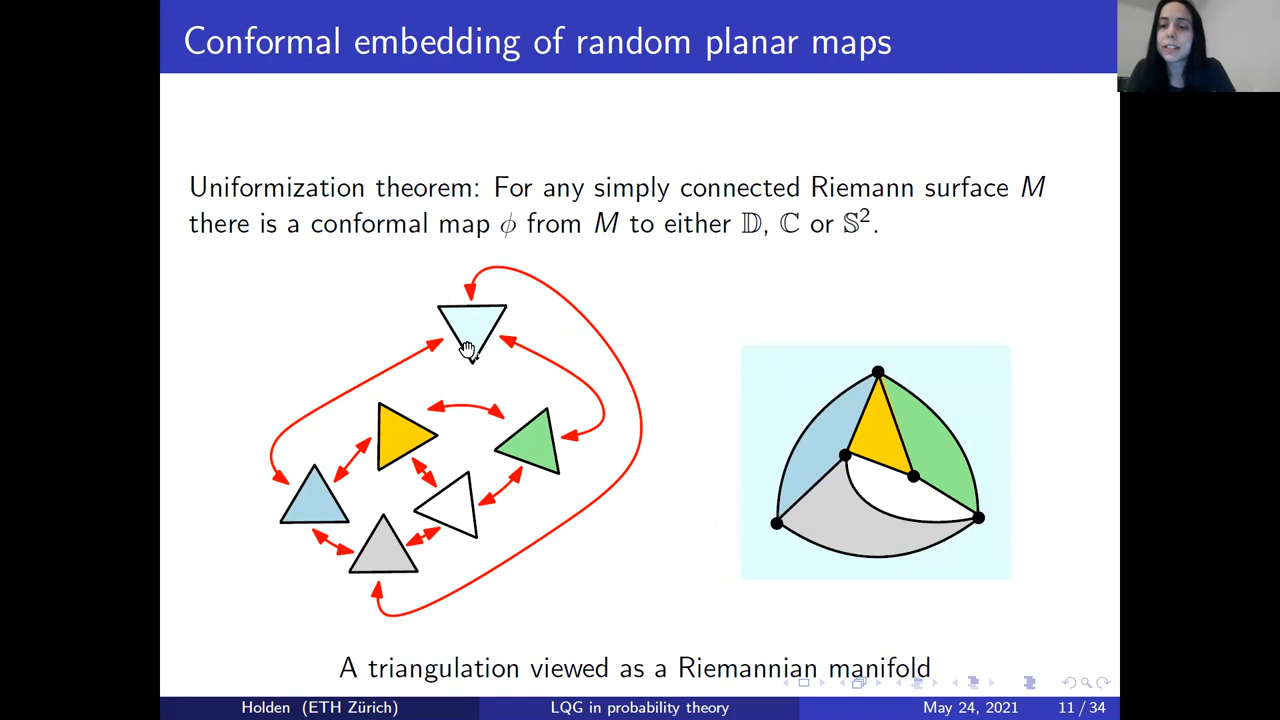 Conformal embedding of random planar maps
Uniformization theorem: For any simply connected Riemann surface M
there is a conformal map ϕ from M to either 𝔻, ℂ or 𝕊².
A triangulation viewed as a Riemannian manifold
Holden (ETH Zürich) LQG in probability theory May 24, 2021 11 / 34